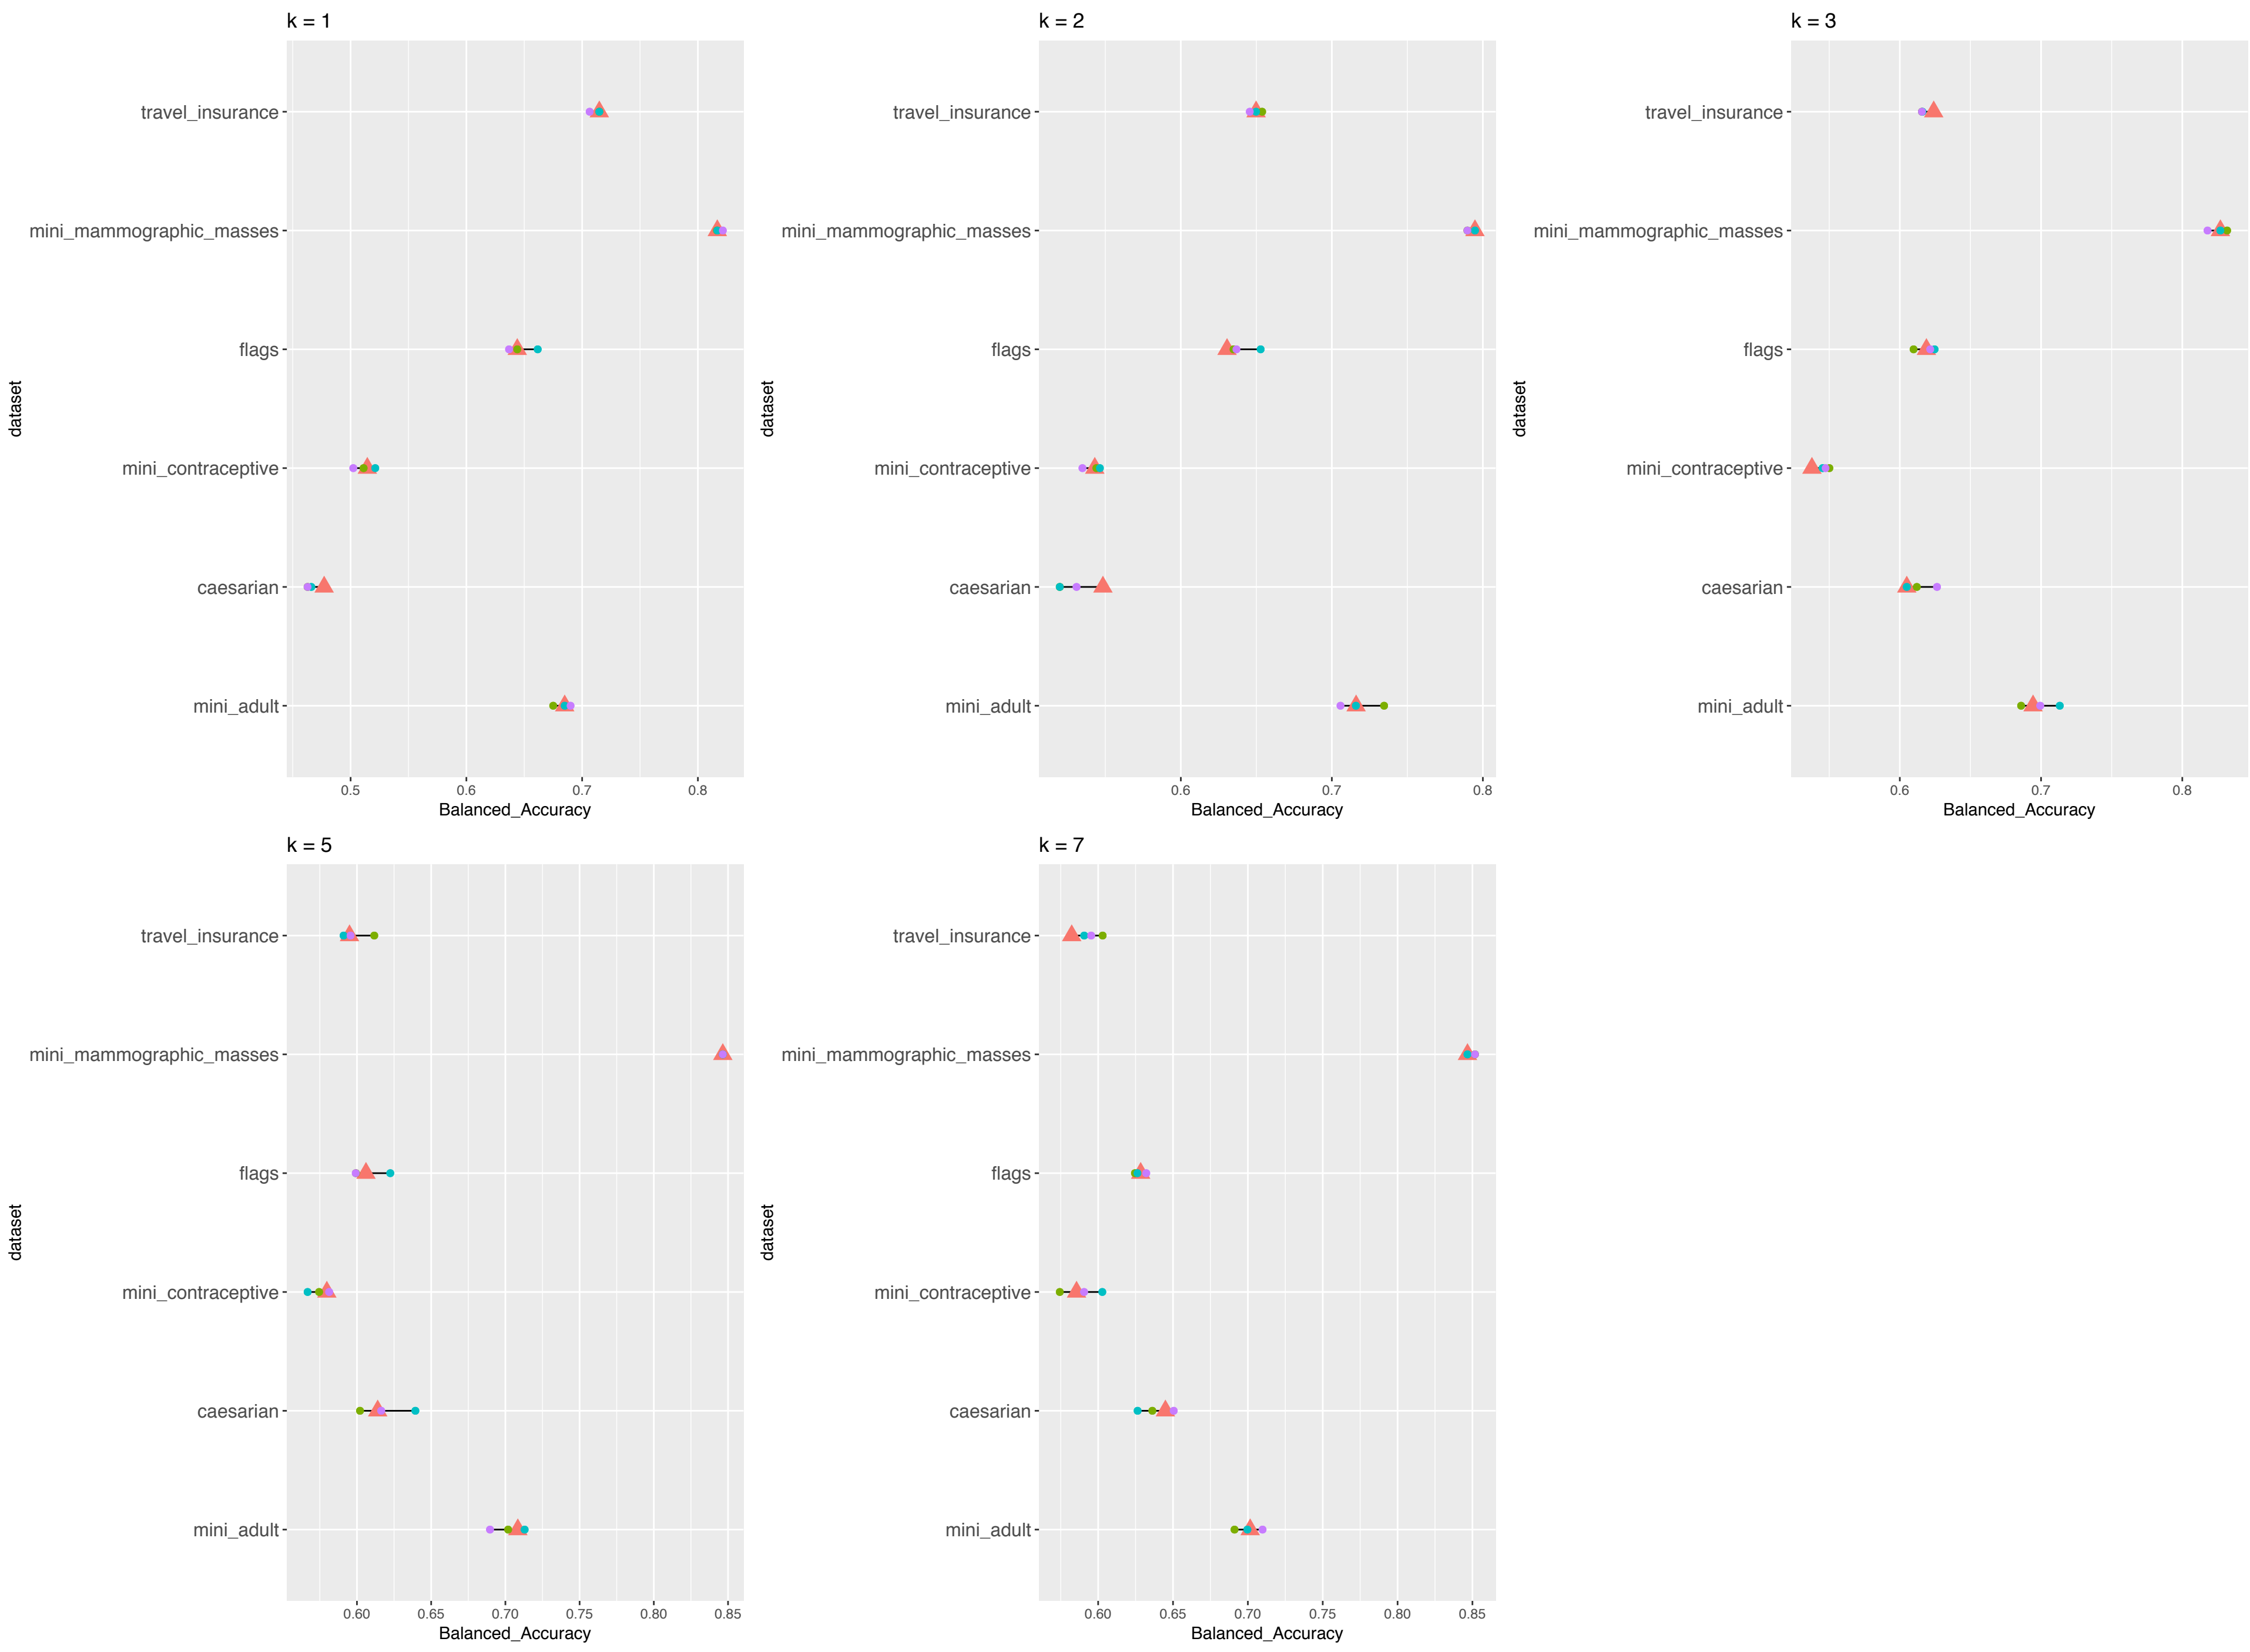 k = 1
travel_insurance
mini_mammographic_masses
flags
mini_contraceptive
caesarian
mini_adult
dataset
0.5 0.6 0.7 0.8
Balanced_Accuracy
k = 2
travel_insurance
mini_mammographic_masses
flags
mini_contraceptive
caesarian
mini_adult
dataset
0.6 0.7 0.8
Balanced_Accuracy
k = 3
travel_insurance
mini_mammographic_masses
flags
mini_contraceptive
caesarian
mini_adult
dataset
0.6 0.7 0.8
Balanced_Accuracy
k = 5
travel_insurance
mini_mammographic_masses
flags
mini_contraceptive
caesarian
mini_adult
dataset
0.60 0.65 0.70 0.75 0.80 0.85
Balanced_Accuracy
k = 7
travel_insurance
mini_mammographic_masses
flags
mini_contraceptive
caesarian
mini_adult
dataset
0.60 0.65 0.70 0.75 0.80 0.85
Balanced_Accuracy